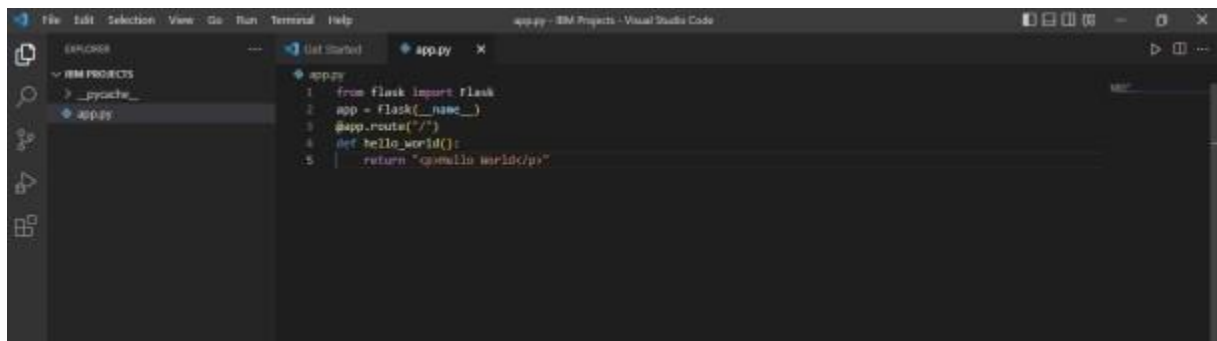 File Edit Selection View Go Run Terminal Help
app.py - IBM Projects - Visual Studio Code
EXPLORER
Get Started
app.py
IBM PROJECTS
__pycache__
app.py
app.py
1 from flask import Flask
2 app = Flask(__name__)
3 @app.route("/")
4 def hello_world():
5 return "<p>Hello World</p>"